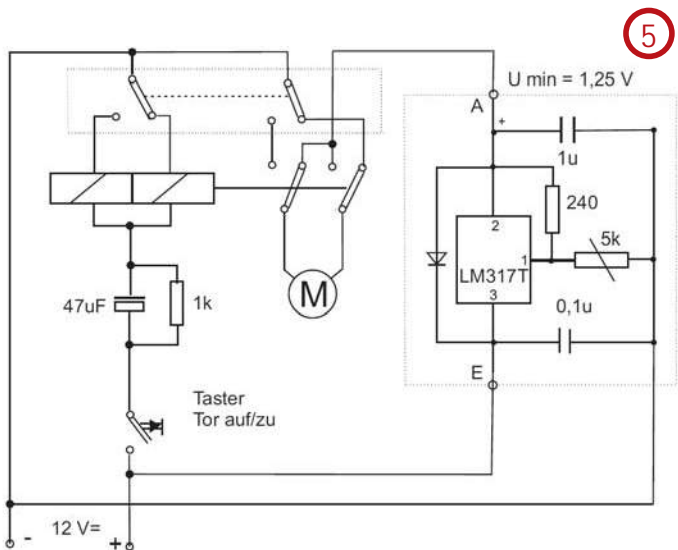 5
U min = 1,25 V
A
+
1u
240
2
5k
1
LM317T
3
47uF
1k
M
0,1u
E
Taster
Tor auf/zu
12 V=
-
+